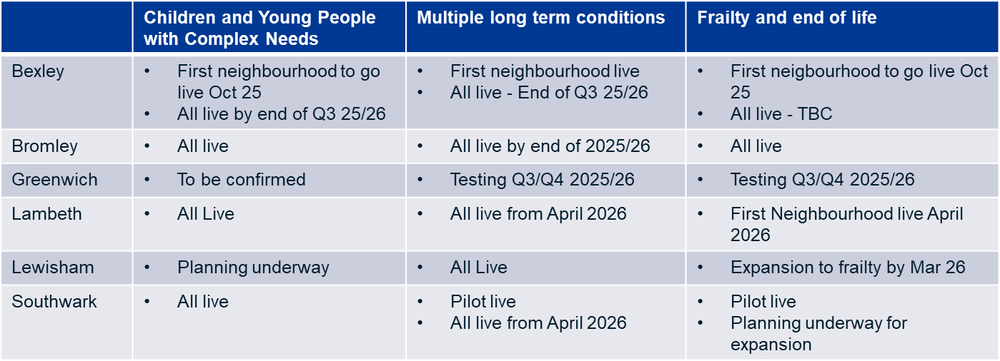 Children and Young People
with Complex Needs
Multiple long term conditions
Frailty and end of life
Bexley
• First neighbourhood to go
live Oct 25
• All live by end of Q3 25/26
• First neighbourhood live
• All live - End of Q3 25/26
• First neigbourhood to go live Oct
25
• All live - TBC
Bromley
• All live
• All live by end of 2025/26
• All live
Greenwich
• To be confirmed
• Testing Q3/Q4 2025/26
• Testing Q3/Q4 2025/26
Lambeth
• All Live
• All live from April 2026
• First Neighbourhood live April
2026
Lewisham
• Planning underway
• All Live
• Expansion to frailty by Mar 26
Southwark
• All live
• Pilot live
• All live from April 2026
• Pilot live
• Planning underway for
expansion